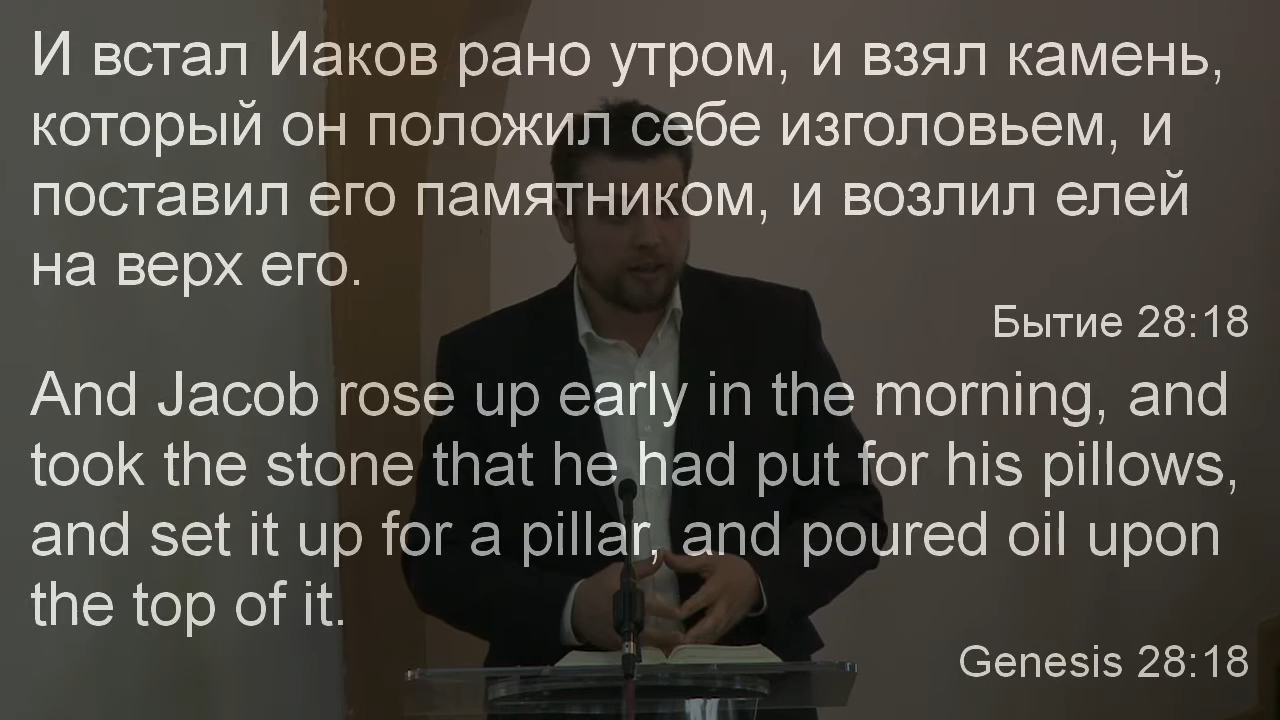 И встал Иаков рано утром, и взял камень,
который он положил себе изголовьем, и
поставил его памятником, и возлил елей
на верх его.
Бытие 28:18
And Jacob rose up early in the morning, and
took the stone that he had put for his pillows,
and set it up for a pillar, and poured oil upon
the top of it.
Genesis 28:18